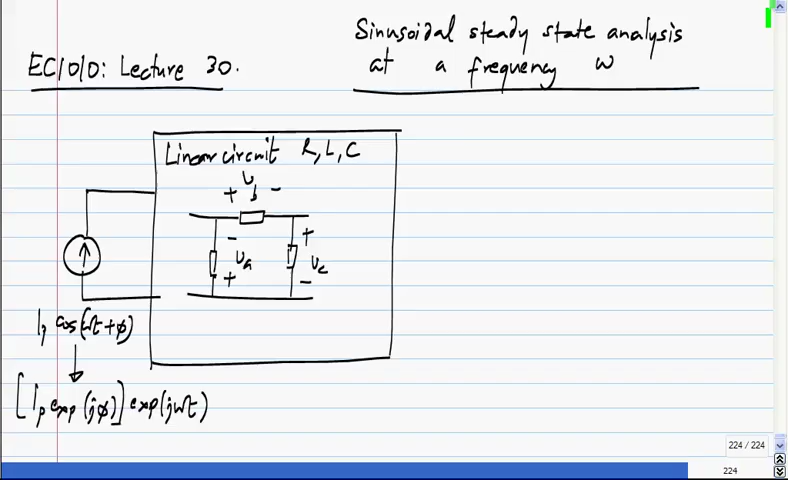 Sinusoidal steady state analysis
at a frequency ω
EC1010: Lecture 30.
Linear circuit R, L, C
+ Vb -
- +
Va Vc
+ -
Ip cos(ωt+φ)
[Ip exp(jφ)] exp(jωt)
224 / 224
224